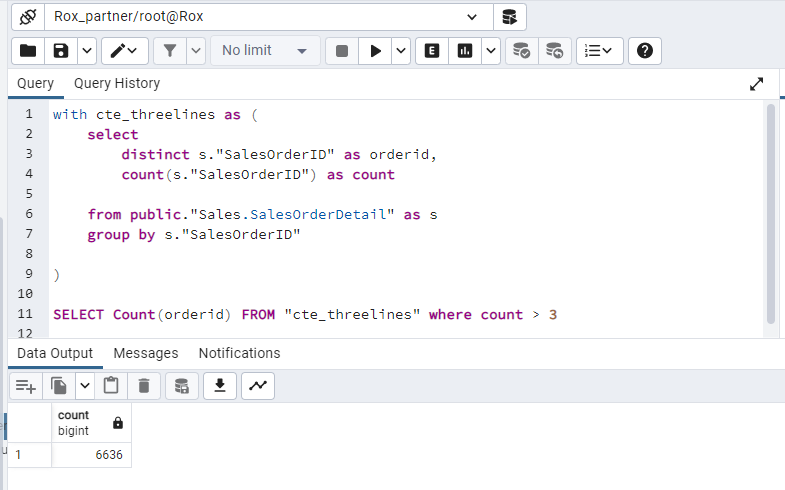 Rox_partner/root@Rox
No limit
E
Query Query History
1 with cte_threelines as (
2 select
3 distinct s."SalesOrderID" as orderid,
4 count(s."SalesOrderID") as count
5
6 from public."Sales.SalesOrderDetail" as s
7 group by s."SalesOrderID"
8
9 )
10
11 SELECT Count(orderid) FROM "cte_threelines" where count > 3
12
Data Output Messages Notifications
count
bigint
1 6636